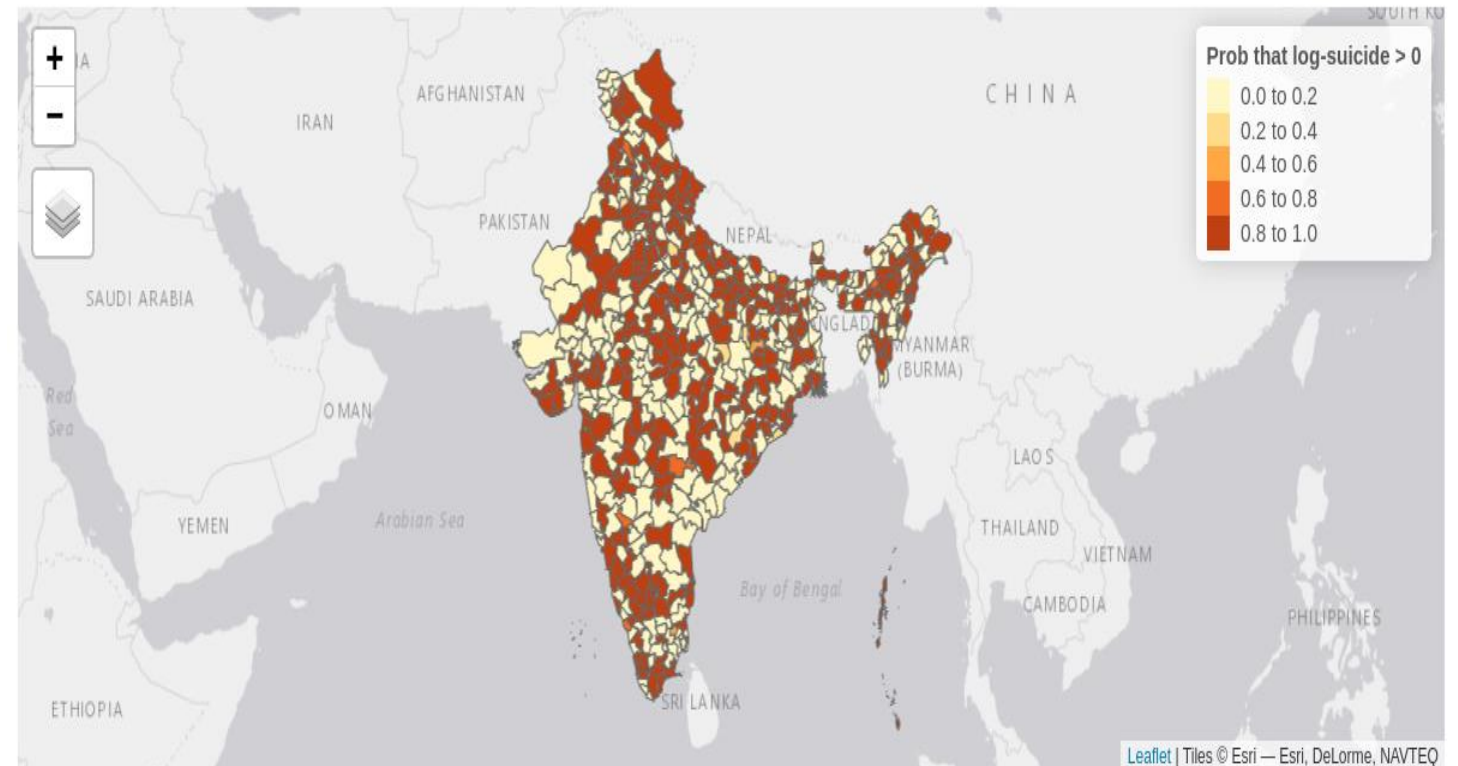 SOUTH KO
+
IA
−
Prob that log-suicide > 0
0.0 to 0.2
0.2 to 0.4
0.4 to 0.6
0.6 to 0.8
0.8 to 1.0
AFGHANISTAN
CHINA
IRAN
PAKISTAN
NEPAL
SAUDI ARABIA
NGLAD
MYANMAR
(BURMA)
Red
Sea
OMAN
LAOS
YEMEN
Arabian Sea
THAILAND
VIETNAM
Bay of Bengal
CAMBODIA
PHILIPPINES
ETHIOPIA
SRI LANKA
Leaflet | Tiles © Esri — Esri, DeLorme, NAVTEQ